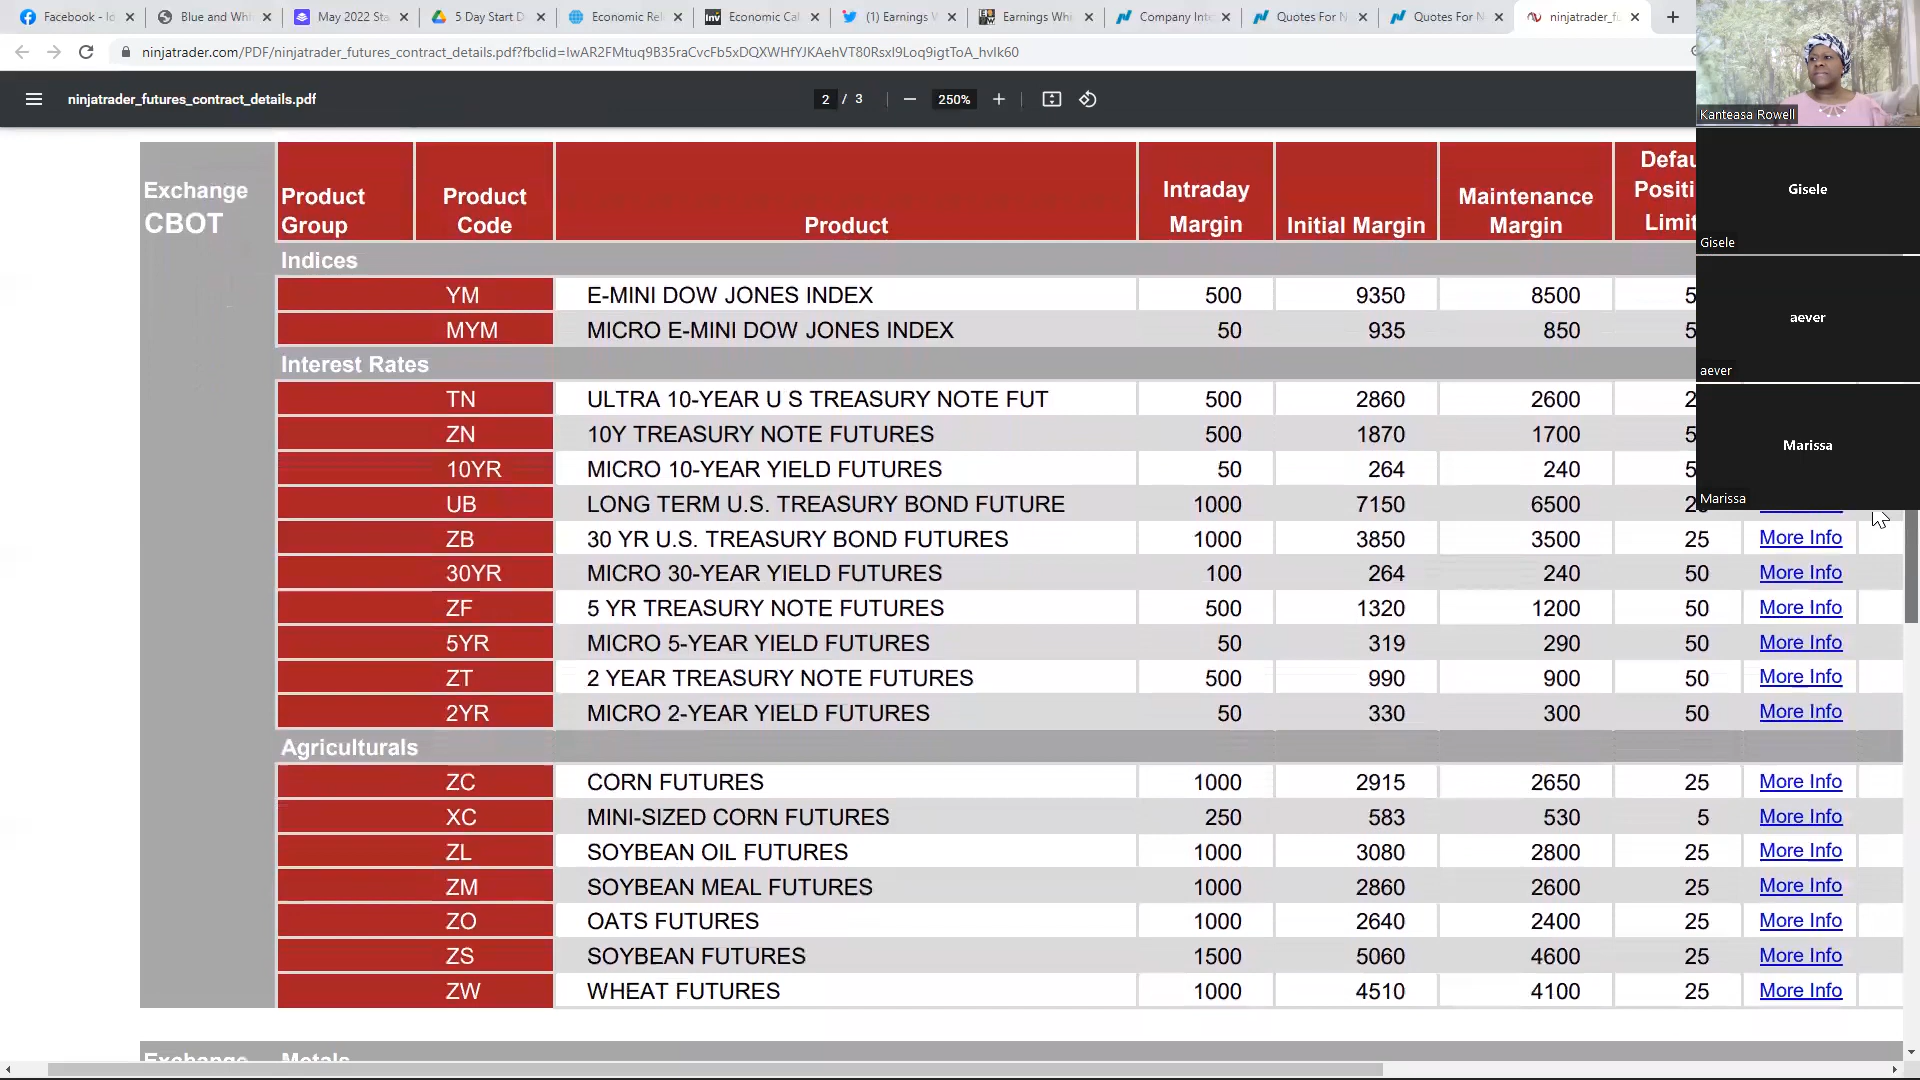 Facebook - Io
Blue and Whi
May 2022 Sta
5 Day Start D
Economic Rel
Economic Cal
(1) Earnings W
Earnings Whi
Company Inte
Quotes For N
Quotes For N
ninjatrader_fu
ninjatrader.com/PDF/ninjatrader_futures_contract_details.pdf?fbclid=IwAR2FMtuq9B35raCvcFb5xDQXWHfYJKAehVT80RsxI9Loq9igtToA_hvIk60
ninjatrader_futures_contract_details.pdf
2 / 3
250%
Kanteasa Rowell
Gisele
Gisele
aever
aever
Marissa
Marissa
Exchange CBOT Product Group Product Code Product Intraday Margin Initial Margin Maintenance Margin Defau Positi Limit
Indices
YM E-MINI DOW JONES INDEX 500 9350 8500 5
MYM MICRO E-MINI DOW JONES INDEX 50 935 850 5
Interest Rates
TN ULTRA 10-YEAR U S TREASURY NOTE FUT 500 2860 2600 2
ZN 10Y TREASURY NOTE FUTURES 500 1870 1700 5
10YR MICRO 10-YEAR YIELD FUTURES 50 264 240 5
UB LONG TERM U.S. TREASURY BOND FUTURE 1000 7150 6500 2
ZB 30 YR U.S. TREASURY BOND FUTURES 1000 3850 3500 25 More Info
30YR MICRO 30-YEAR YIELD FUTURES 100 264 240 50 More Info
ZF 5 YR TREASURY NOTE FUTURES 500 1320 1200 50 More Info
5YR MICRO 5-YEAR YIELD FUTURES 50 319 290 50 More Info
ZT 2 YEAR TREASURY NOTE FUTURES 500 990 900 50 More Info
2YR MICRO 2-YEAR YIELD FUTURES 50 330 300 50 More Info
Agriculturals
ZC CORN FUTURES 1000 2915 2650 25 More Info
XC MINI-SIZED CORN FUTURES 250 583 530 5 More Info
ZL SOYBEAN OIL FUTURES 1000 3080 2800 25 More Info
ZM SOYBEAN MEAL FUTURES 1000 2860 2600 25 More Info
ZO OATS FUTURES 1000 2640 2400 25 More Info
ZS SOYBEAN FUTURES 1500 5060 4600 25 More Info
ZW WHEAT FUTURES 1000 4510 4100 25 More Info
Exchange Metals